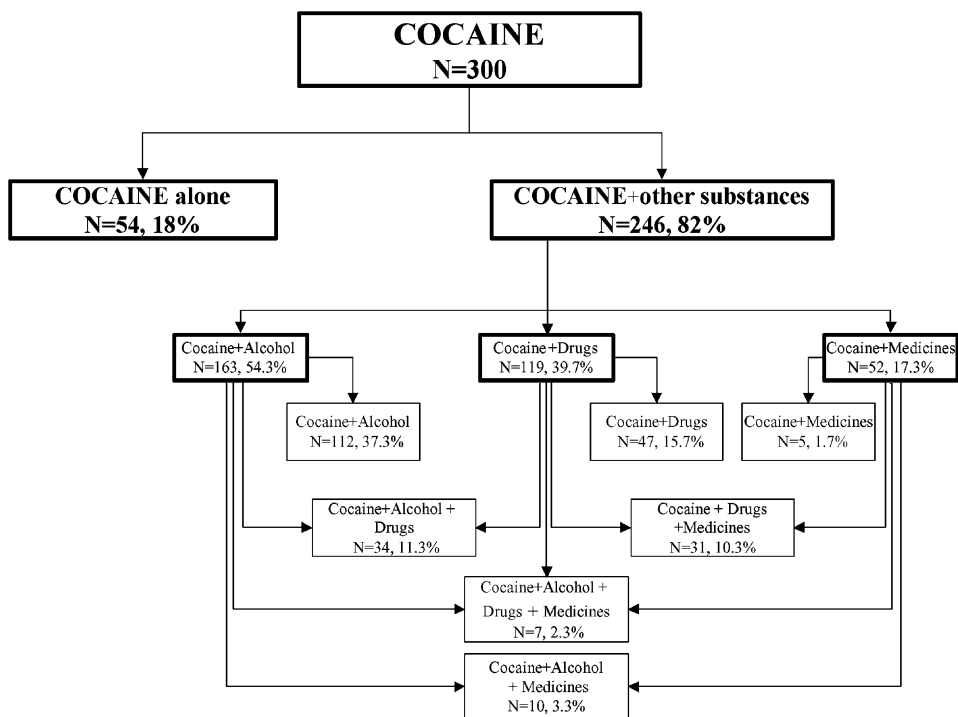 COCAINE
N=300
COCAINE alone
N=54, 18%
COCAINE+other substances
N=246, 82%
Cocaine+Alcohol
N=163, 54.3%
Cocaine+Drugs
N=119, 39.7%
Cocaine+Medicines
N=52, 17.3%
Cocaine+Alcohol
N=112, 37.3%
Cocaine+Drugs
N=47, 15.7%
Cocaine+Medicines
N=5, 1.7%
Cocaine+Alcohol +
Drugs
N=34, 11.3%
Cocaine + Drugs
+Medicines
N=31, 10.3%
Cocaine+Alcohol +
Drugs + Medicines
N=7, 2.3%
Cocaine+Alcohol
+ Medicines
N=10, 3.3%